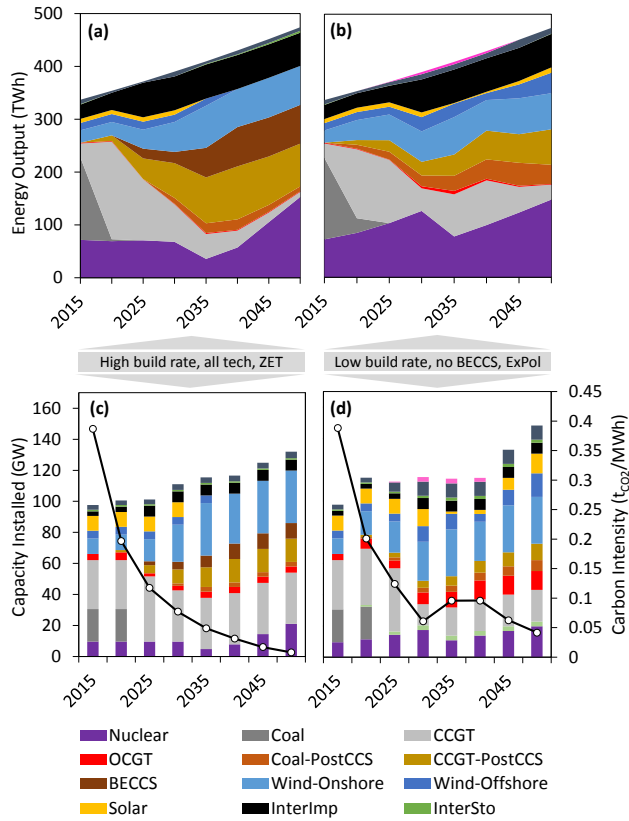 (a)
(b)
Energy Output (TWh)
500
400
300
200
100
0
2015
2025
2035
2045
2015
2025
2035
2045
High build rate, all tech, ZET
Low build rate, no BECCS, ExPol
(c)
(d)
Capacity Installed (GW)
160
140
120
100
80
60
40
20
0
0.45
0.4
0.35
0.3
0.25
0.2
0.15
0.1
0.05
0
Carbon Intensity (tCO2/MWh)
2015
2025
2035
2045
2015
2025
2035
2045
Nuclear
Coal
CCGT
OCGT
Coal-PostCCS
CCGT-PostCCS
BECCS
Wind-Onshore
Wind-Offshore
Solar
InterImp
InterSto